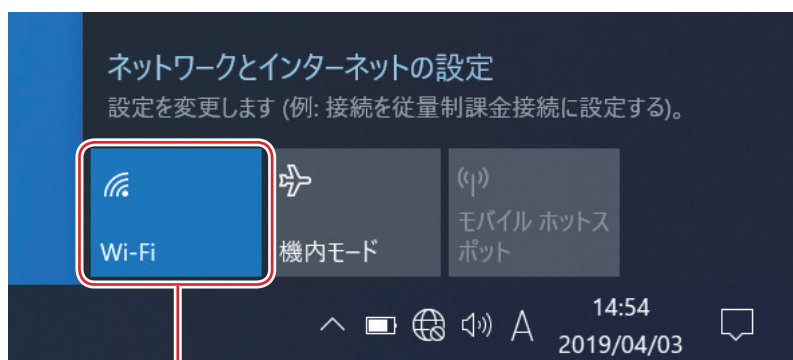 ネットワークとインターネットの設定
設定を変更します (例: 接続を従量制課金接続に設定する)。
Wi-Fi
機内モード
モバイル ホットス
ポット
A
14:54
2019/04/03